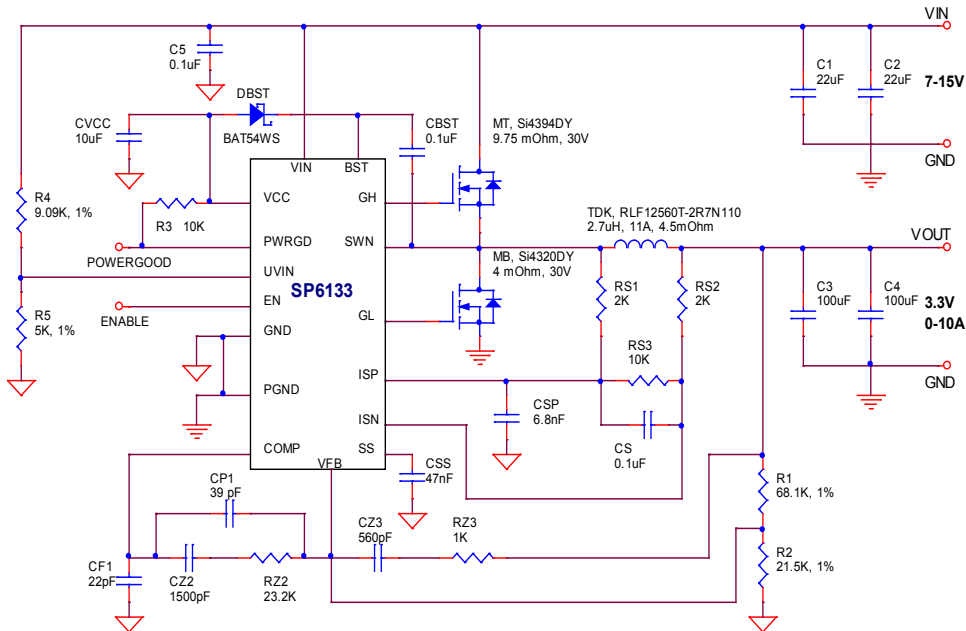 VIN
C5
0.1uF
C1
22uF
C2
22uF
7-15V
DBST
BAT54WS
CVCC
10uF
CBST
0.1uF
MT, Si4394DY
9.75 mOhm, 30V
GND
VIN
BST
R4
9.09K, 1%
VCC
GH
R3 10K
TDK, RLF12560T-2R7N110
2.7uH, 11A, 4.5mOhm
PWRGD
SWN
VOUT
POWERGOOD
MB, Si4320DY
4 mOhm, 30V
UVIN
SP6133
RS1
2K
RS2
2K
C3
100uF
C4
100uF
3.3V
0-10A
EN
ENABLE
R5
5K, 1%
GL
GND
RS3
10K
ISP
GND
PGND
CSP
6.8nF
ISN
CS
0.1uF
COMP
SS
VFB
CSS
47nF
R1
68.1K, 1%
CP1
39 pF
CZ3
560pF
RZ3
1K
R2
21.5K, 1%
CF1
22pF
CZ2
1500pF
RZ2
23.2K